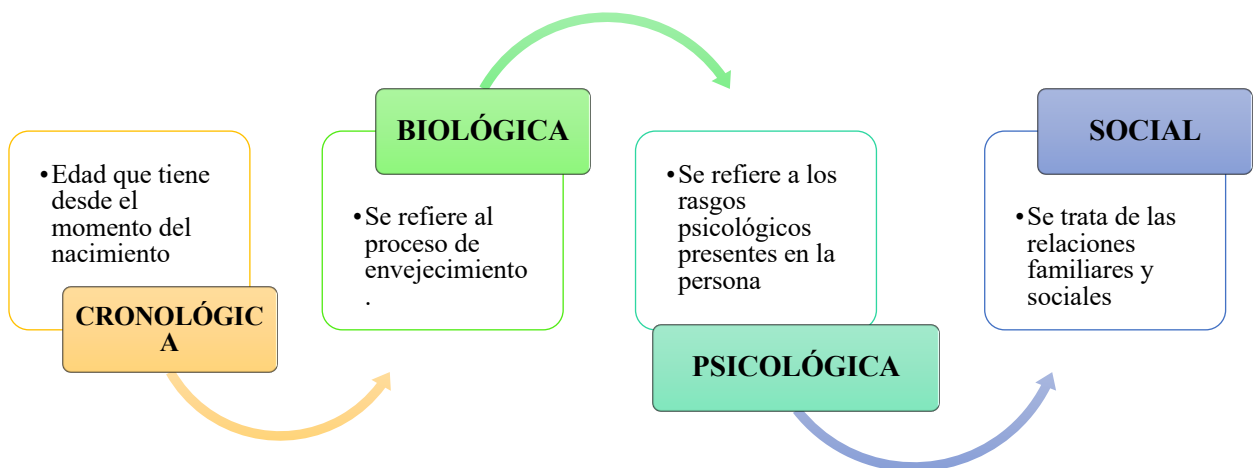 •Edad que tiene
desde el
momento del
nacimiento
CRONOLÓGIC
A
BIOLÓGICA
•Se refiere al
proceso de
envejecimiento
.
•Se refiere a los
rasgos
psicológicos
presentes en la
persona
PSICOLÓGICA
SOCIAL
•Se trata de las
relaciones
familiares y
sociales